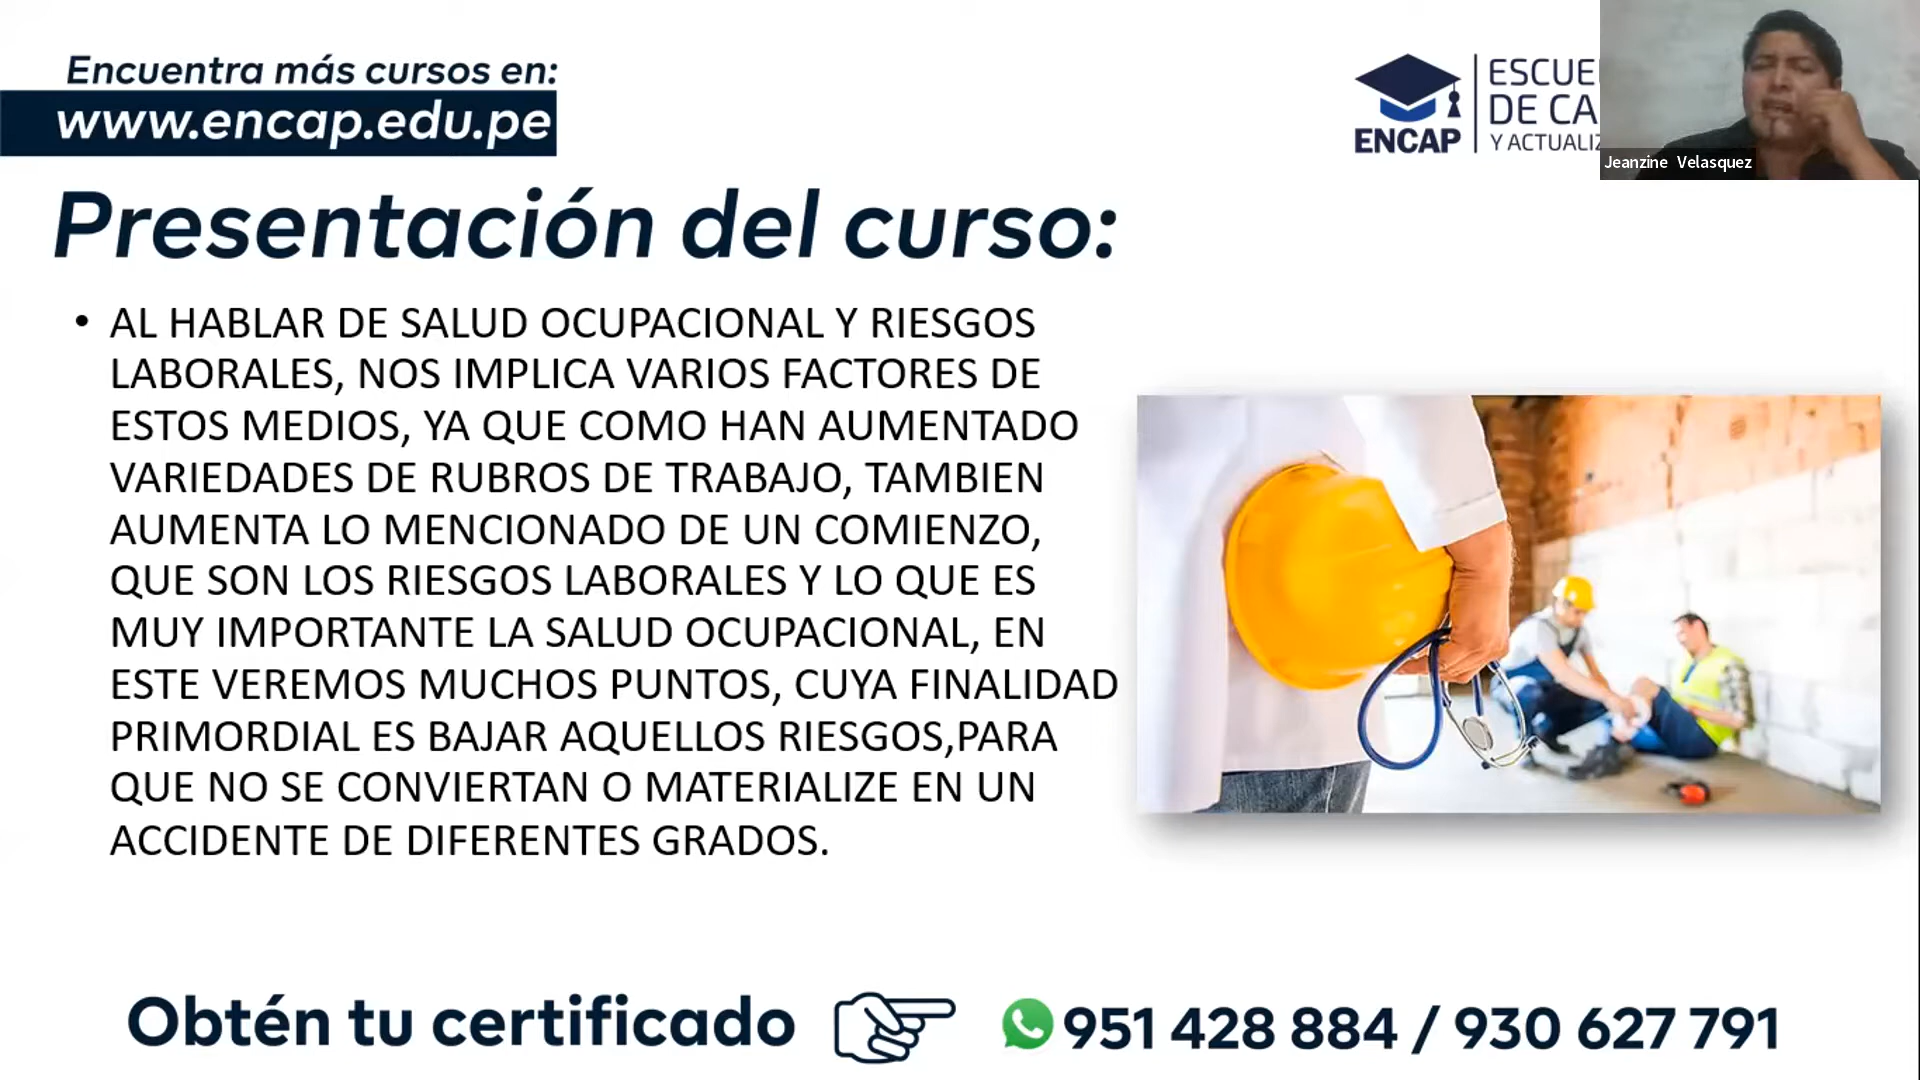 Encuentra más cursos en:
www.encap.edu.pe
ENCAP
DE CA
Jeanzine Velasquez
Presentación del curso:
• AL HABLAR DE SALUD OCUPACIONAL Y RIESGOS
LABORALES, NOS IMPLICA VARIOS FACTORES DE
ESTOS MEDIOS, YA QUE COMO HAN AUMENTADO
VARIEDADES DE RUBROS DE TRABAJO, TAMBIEN
AUMENTA LO MENCIONADO DE UN COMIENZO,
QUE SON LOS RIESGOS LABORALES Y LO QUE ES
MUY IMPORTANTE LA SALUD OCUPACIONAL, EN
ESTE VEREMOS MUCHOS PUNTOS, CUYA FINALIDAD
PRIMORDIAL ES BAJAR AQUELLOS RIESGOS,PARA
QUE NO SE CONVIERTAN O MATERIALIZE EN UN
ACCIDENTE DE DIFERENTES GRADOS.
Obtén tu certificado
951 428 884 / 930 627 791